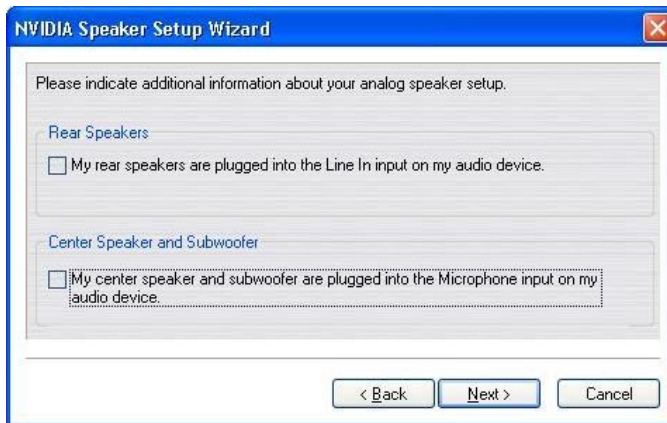 NVIDIA Speaker Setup Wizard
Please indicate additional information about your analog speaker setup.
Rear Speakers
My rear speakers are plugged into the Line In input on my audio device.
Center Speaker and Subwoofer
My center speaker and subwoofer are plugged into the Microphone input on my
audio device.
< Back
Next >
Cancel